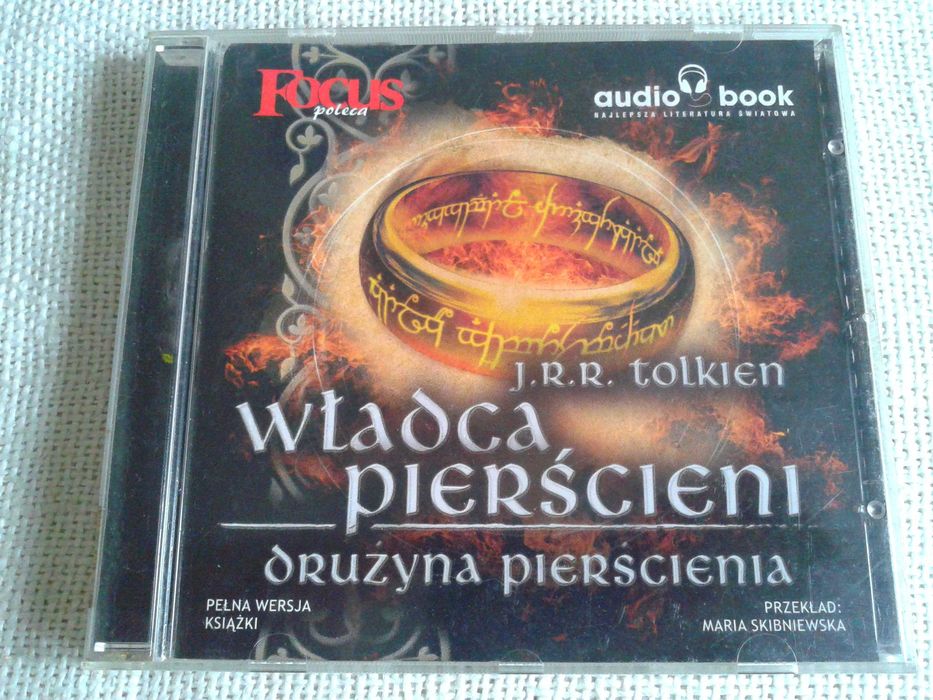 Focus
poleca
audio book
NAJLEPSZA LITERATURA ŚWIATOWA
J.R.R. Tolkien
Władca
Pierścieni
Drużyna Pierścienia
PEŁNA WERSJA
KSIĄŻKI
PRZEKŁAD:
MARIA SKIBNIEWSKA